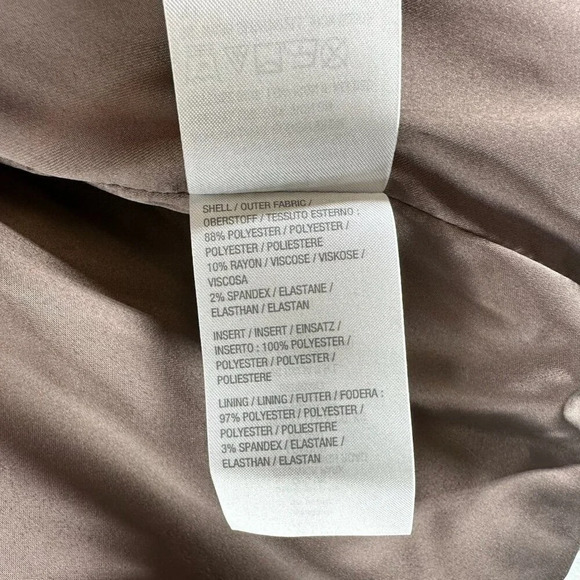 SHELL / OUTER FABRIC /
OBERSTOFF / TESSUTO ESTERNO :
88% POLYESTER / POLYESTER /
POLYESTER / POLIESTERE
10% RAYON / VISCOSE / VISKOSE /
VISCOSA
2% SPANDEX / ELASTANE /
ELASTHAN / ELASTAN
INSERT / INSERT / EINSATZ /
INSERTO : 100% POLYESTER /
POLYESTER / POLYESTER /
POLIESTERE
LINING / LINING / FUTTER / FODERA :
97% POLYESTER / POLYESTER /
POLYESTER / POLIESTERE
3% SPANDEX / ELASTANE /
ELASTHAN / ELASTAN